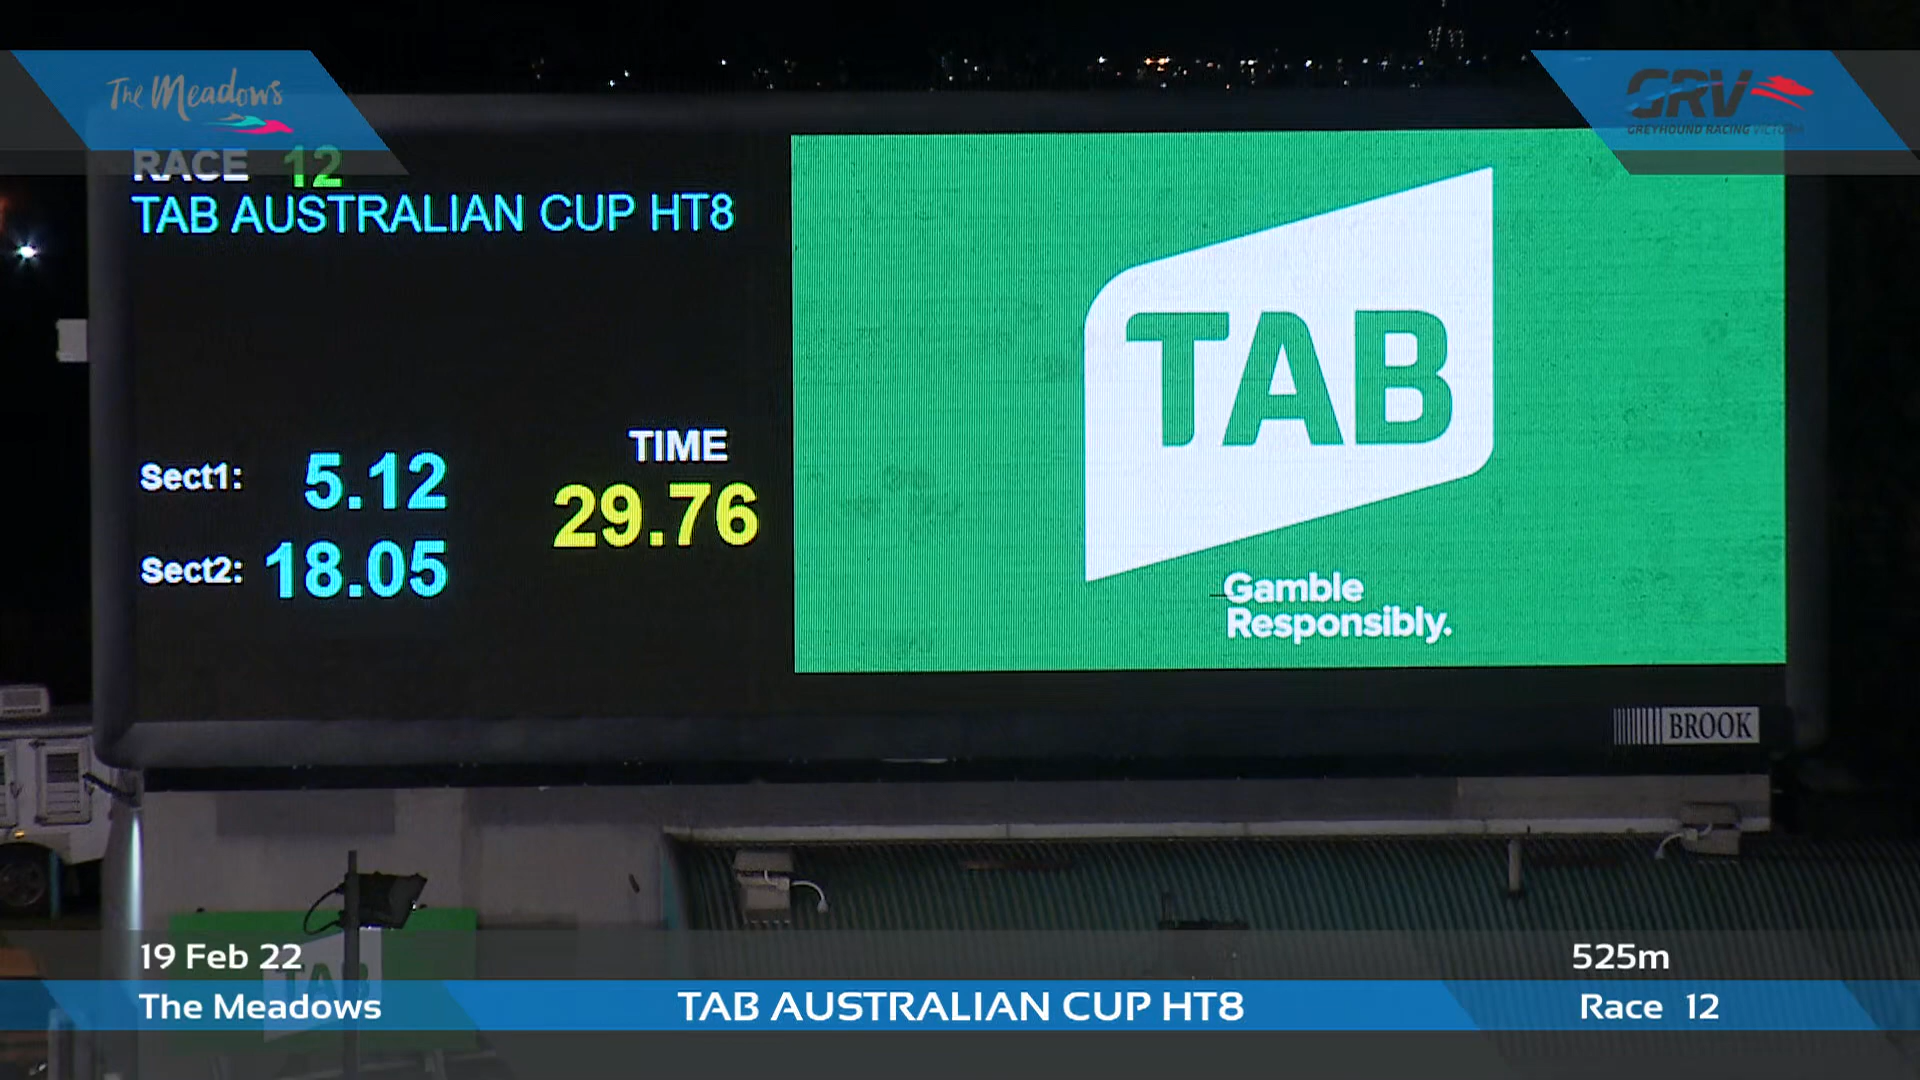 The Meadows
GRV
GREYHOUND RACING VICTORIA
RACE 12
TAB AUSTRALIAN CUP HT8
TAB
Gamble
Responsibly.
TIME
Sect1: 5.12
29.76
Sect2: 18.05
BROOK
TAB
19 Feb 22
525m
The Meadows
TAB AUSTRALIAN CUP HT8
Race 12